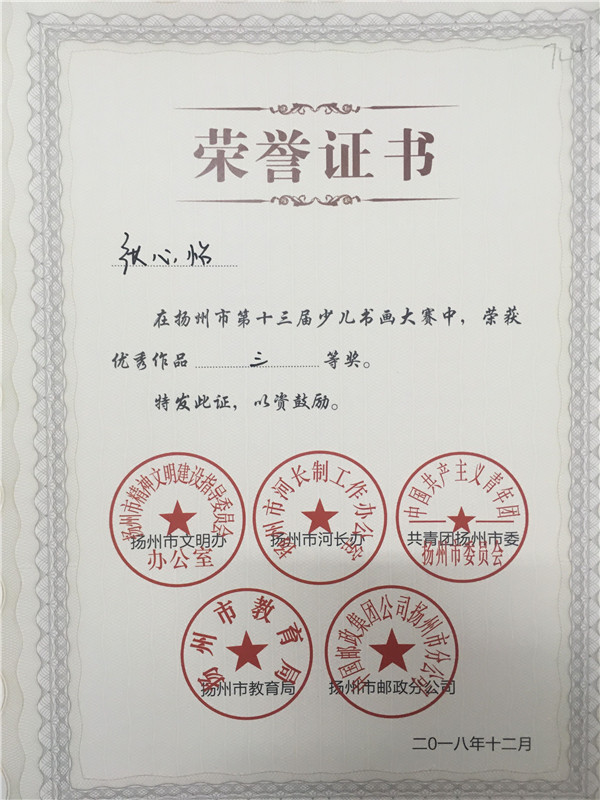 荣誉证书
张心怡
在扬州市第十三届少儿书画大赛中，荣获
优秀作品 三 等奖。
特发此证，以资鼓励。
扬州市精神文明建设指导委员会
办公室
扬州市文明办
扬州市河长制工作办公室
扬州市河长办
中国共产主义青年团
扬州市委员会
共青团扬州市委
扬州市教育局
扬州市教育局
中国邮政集团公司扬州市分公司
扬州市邮政分公司
二〇一八年十二月